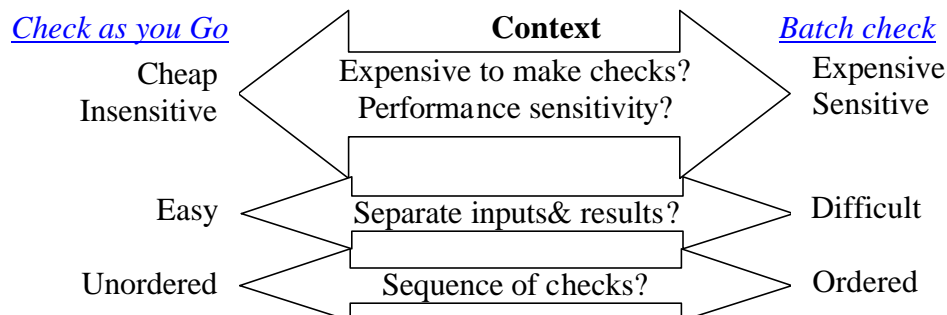 Check as you Go Context Batch check
Cheap Expensive to make checks? Expensive
Insensitive Performance sensitivity? Sensitive
Easy Separate inputs& results? Difficult
Unordered Sequence of checks? Ordered